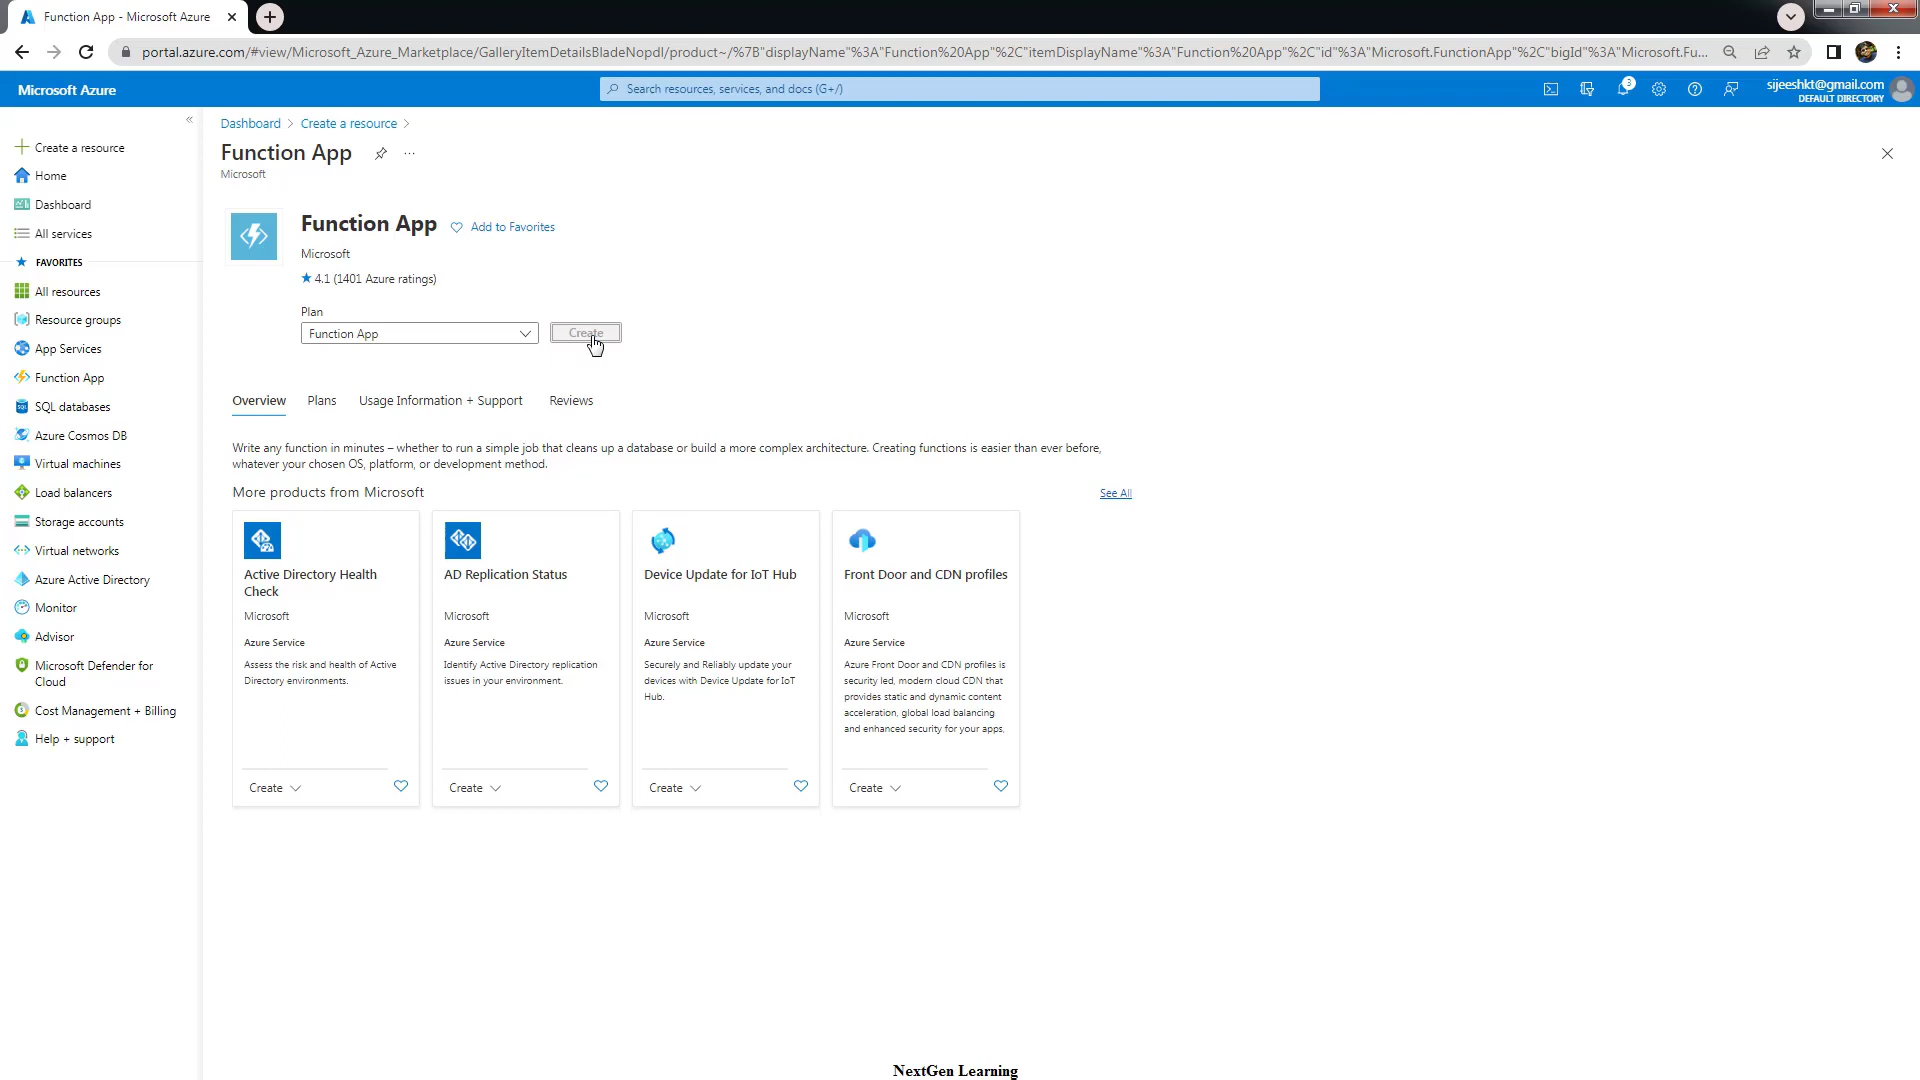 Function App - Microsoft Azure
portal.azure.com/#view/Microsoft_Azure_Marketplace/GalleryItemDetailsBladeNopdl/product~/%7B"displayName"%3A"Function%20App"%2C"itemDisplayName"%3A"Function%20App"%2C"id"%3A"Microsoft.FunctionApp"%2C"bigId"%3A"Microsoft.Fu...
Microsoft Azure
Search resources, services, and docs (G+/)
3
sijeeshkt@gmail.com
DEFAULT DIRECTORY
Create a resource
Home
Dashboard
All services
FAVORITES
All resources
Resource groups
App Services
Function App
SQL databases
Azure Cosmos DB
Virtual machines
Load balancers
Storage accounts
Virtual networks
Azure Active Directory
Monitor
Advisor
Microsoft Defender for
Cloud
Cost Management + Billing
Help + support
Dashboard > Create a resource >
Function App
Microsoft
Function App
Add to Favorites
Microsoft
4.1 (1401 Azure ratings)
Plan
Function App
Create
Overview Plans Usage Information + Support Reviews
Write any function in minutes – whether to run a simple job that cleans up a database or build a more complex architecture. Creating functions is easier than ever before,
whatever your chosen OS, platform, or development method.
More products from Microsoft
See All
Active Directory Health
Check
Microsoft
Azure Service
Assess the risk and health of Active
Directory environments.
Create
AD Replication Status
Microsoft
Azure Service
Identify Active Directory replication
issues in your environment.
Create
Device Update for IoT Hub
Microsoft
Azure Service
Securely and Reliably update your
devices with Device Update for IoT
Hub.
Create
Front Door and CDN profiles
Microsoft
Azure Service
Azure Front Door and CDN profiles is
security led, modern cloud CDN that
provides static and dynamic content
acceleration, global load balancing
and enhanced security for your apps,
Create
NextGen Learning